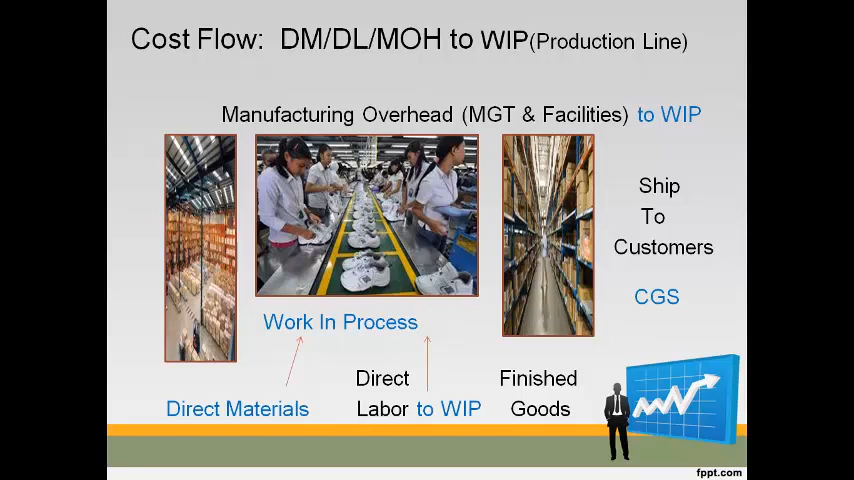 Cost Flow: DM/DL/MOH to WIP(Production Line)
Manufacturing Overhead (MGT & Facilities) to WIP
Ship
To
Customers
CGS
Work In Process
Direct Materials
Direct
Labor to WIP
Finished
Goods
fppt.com